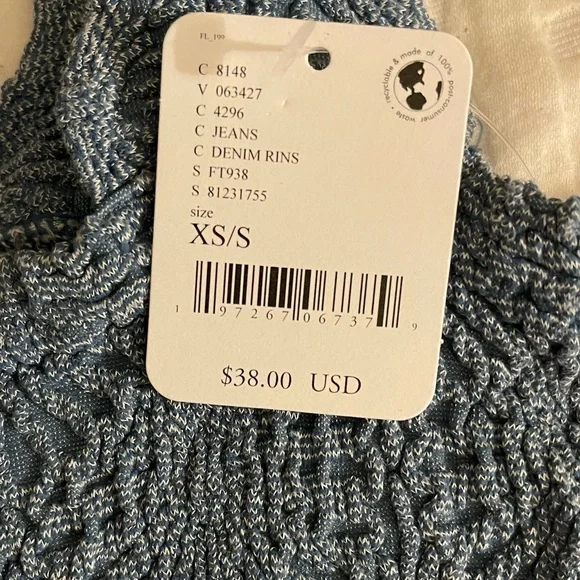 FL_199
C 8148
V 063427
C 4296
C JEANS
C DENIM RINS
S FT938
S 81231755
size
XS/S
1 97267 06737 9
$38.00 USD
recyclable & made of 100% post-consumer waste •